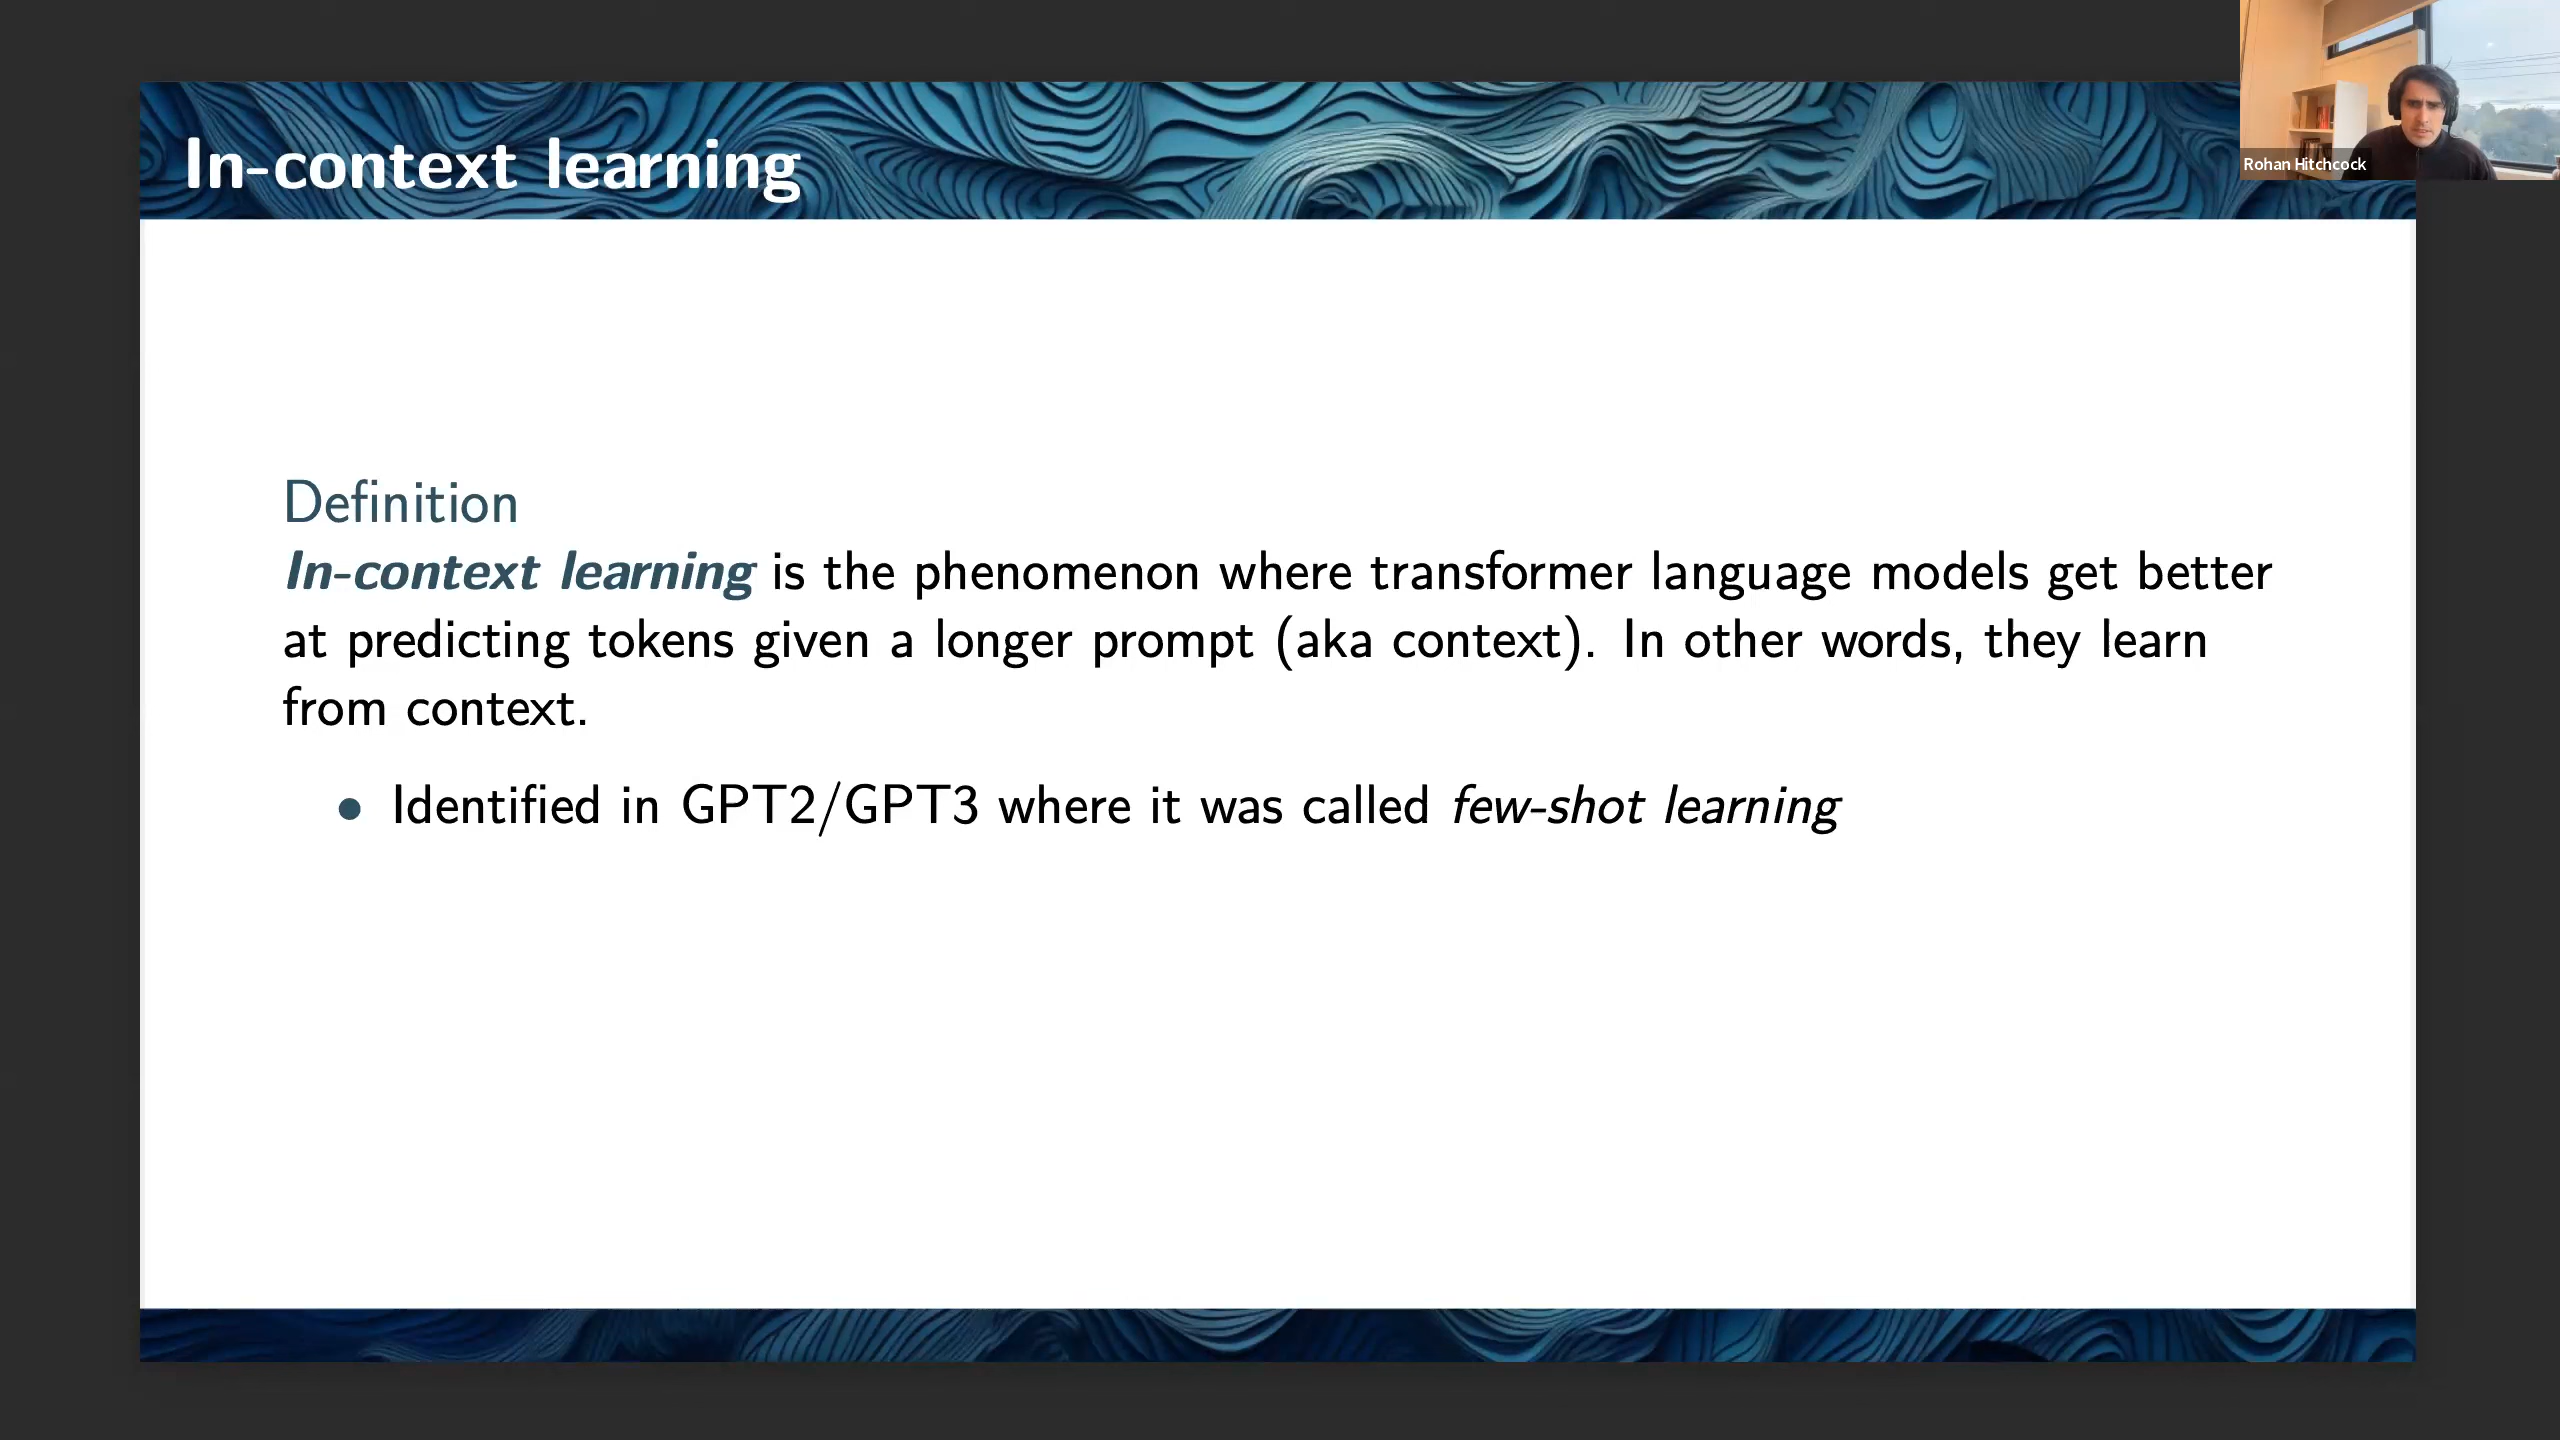 In-context learning
Rohan Hitchcock
Definition
In-context learning is the phenomenon where transformer language models get better
at predicting tokens given a longer prompt (aka context). In other words, they learn
from context.
• Identified in GPT2/GPT3 where it was called few-shot learning